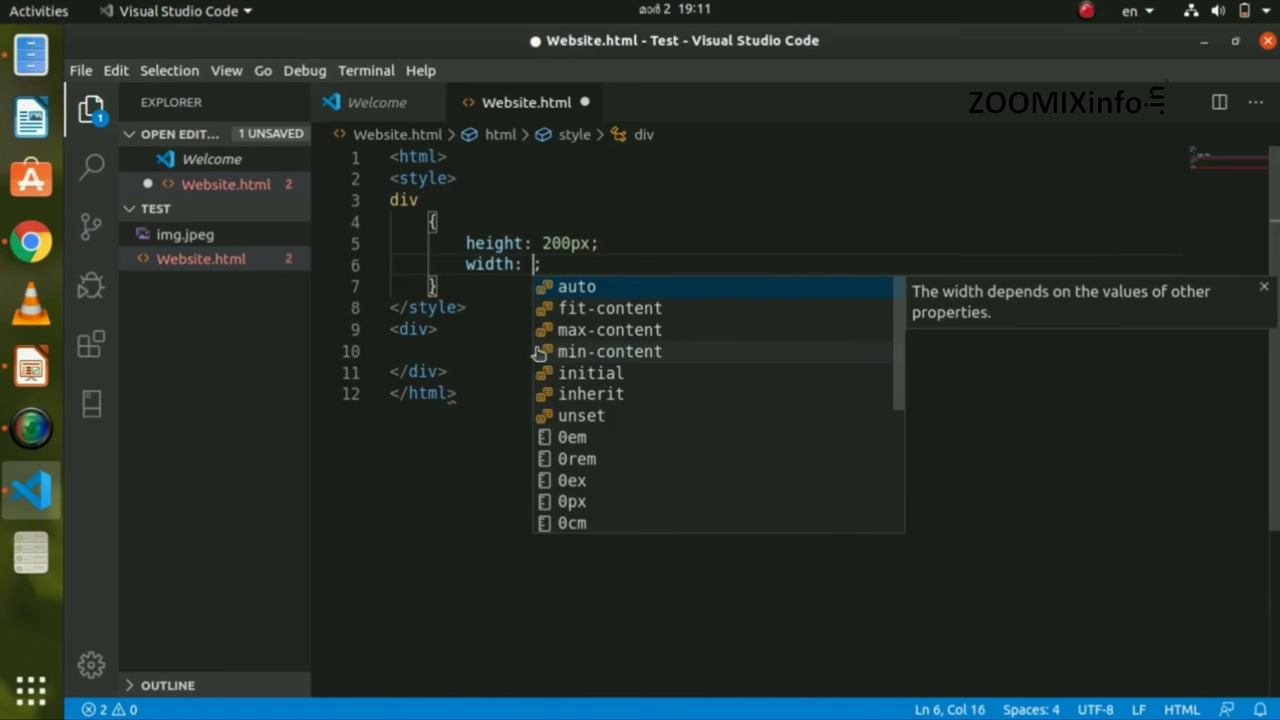 Activities
Visual Studio Code
മാർ 2 19:11
en
● Website.html - Test - Visual Studio Code
File Edit Selection View Go Debug Terminal Help
EXPLORER
Welcome
Website.html
ZOOMIXinfo.in
OPEN EDIT... 1 UNSAVED
Website.html > html > style > div
Welcome
Website.html 2
TEST
img.jpeg
Website.html 2
1 <html>
2 <style>
3 div
4 {
5 height: 200px;
6 width: ;
7 }
8 </style>
9 <div>
10
11 </div>
12 </html>
auto
fit-content
max-content
min-content
initial
inherit
unset
0em
0rem
0ex
0px
0cm
The width depends on the values of other
properties.
1
OUTLINE
2 0
Ln 6, Col 16 Spaces: 4 UTF-8 LF HTML